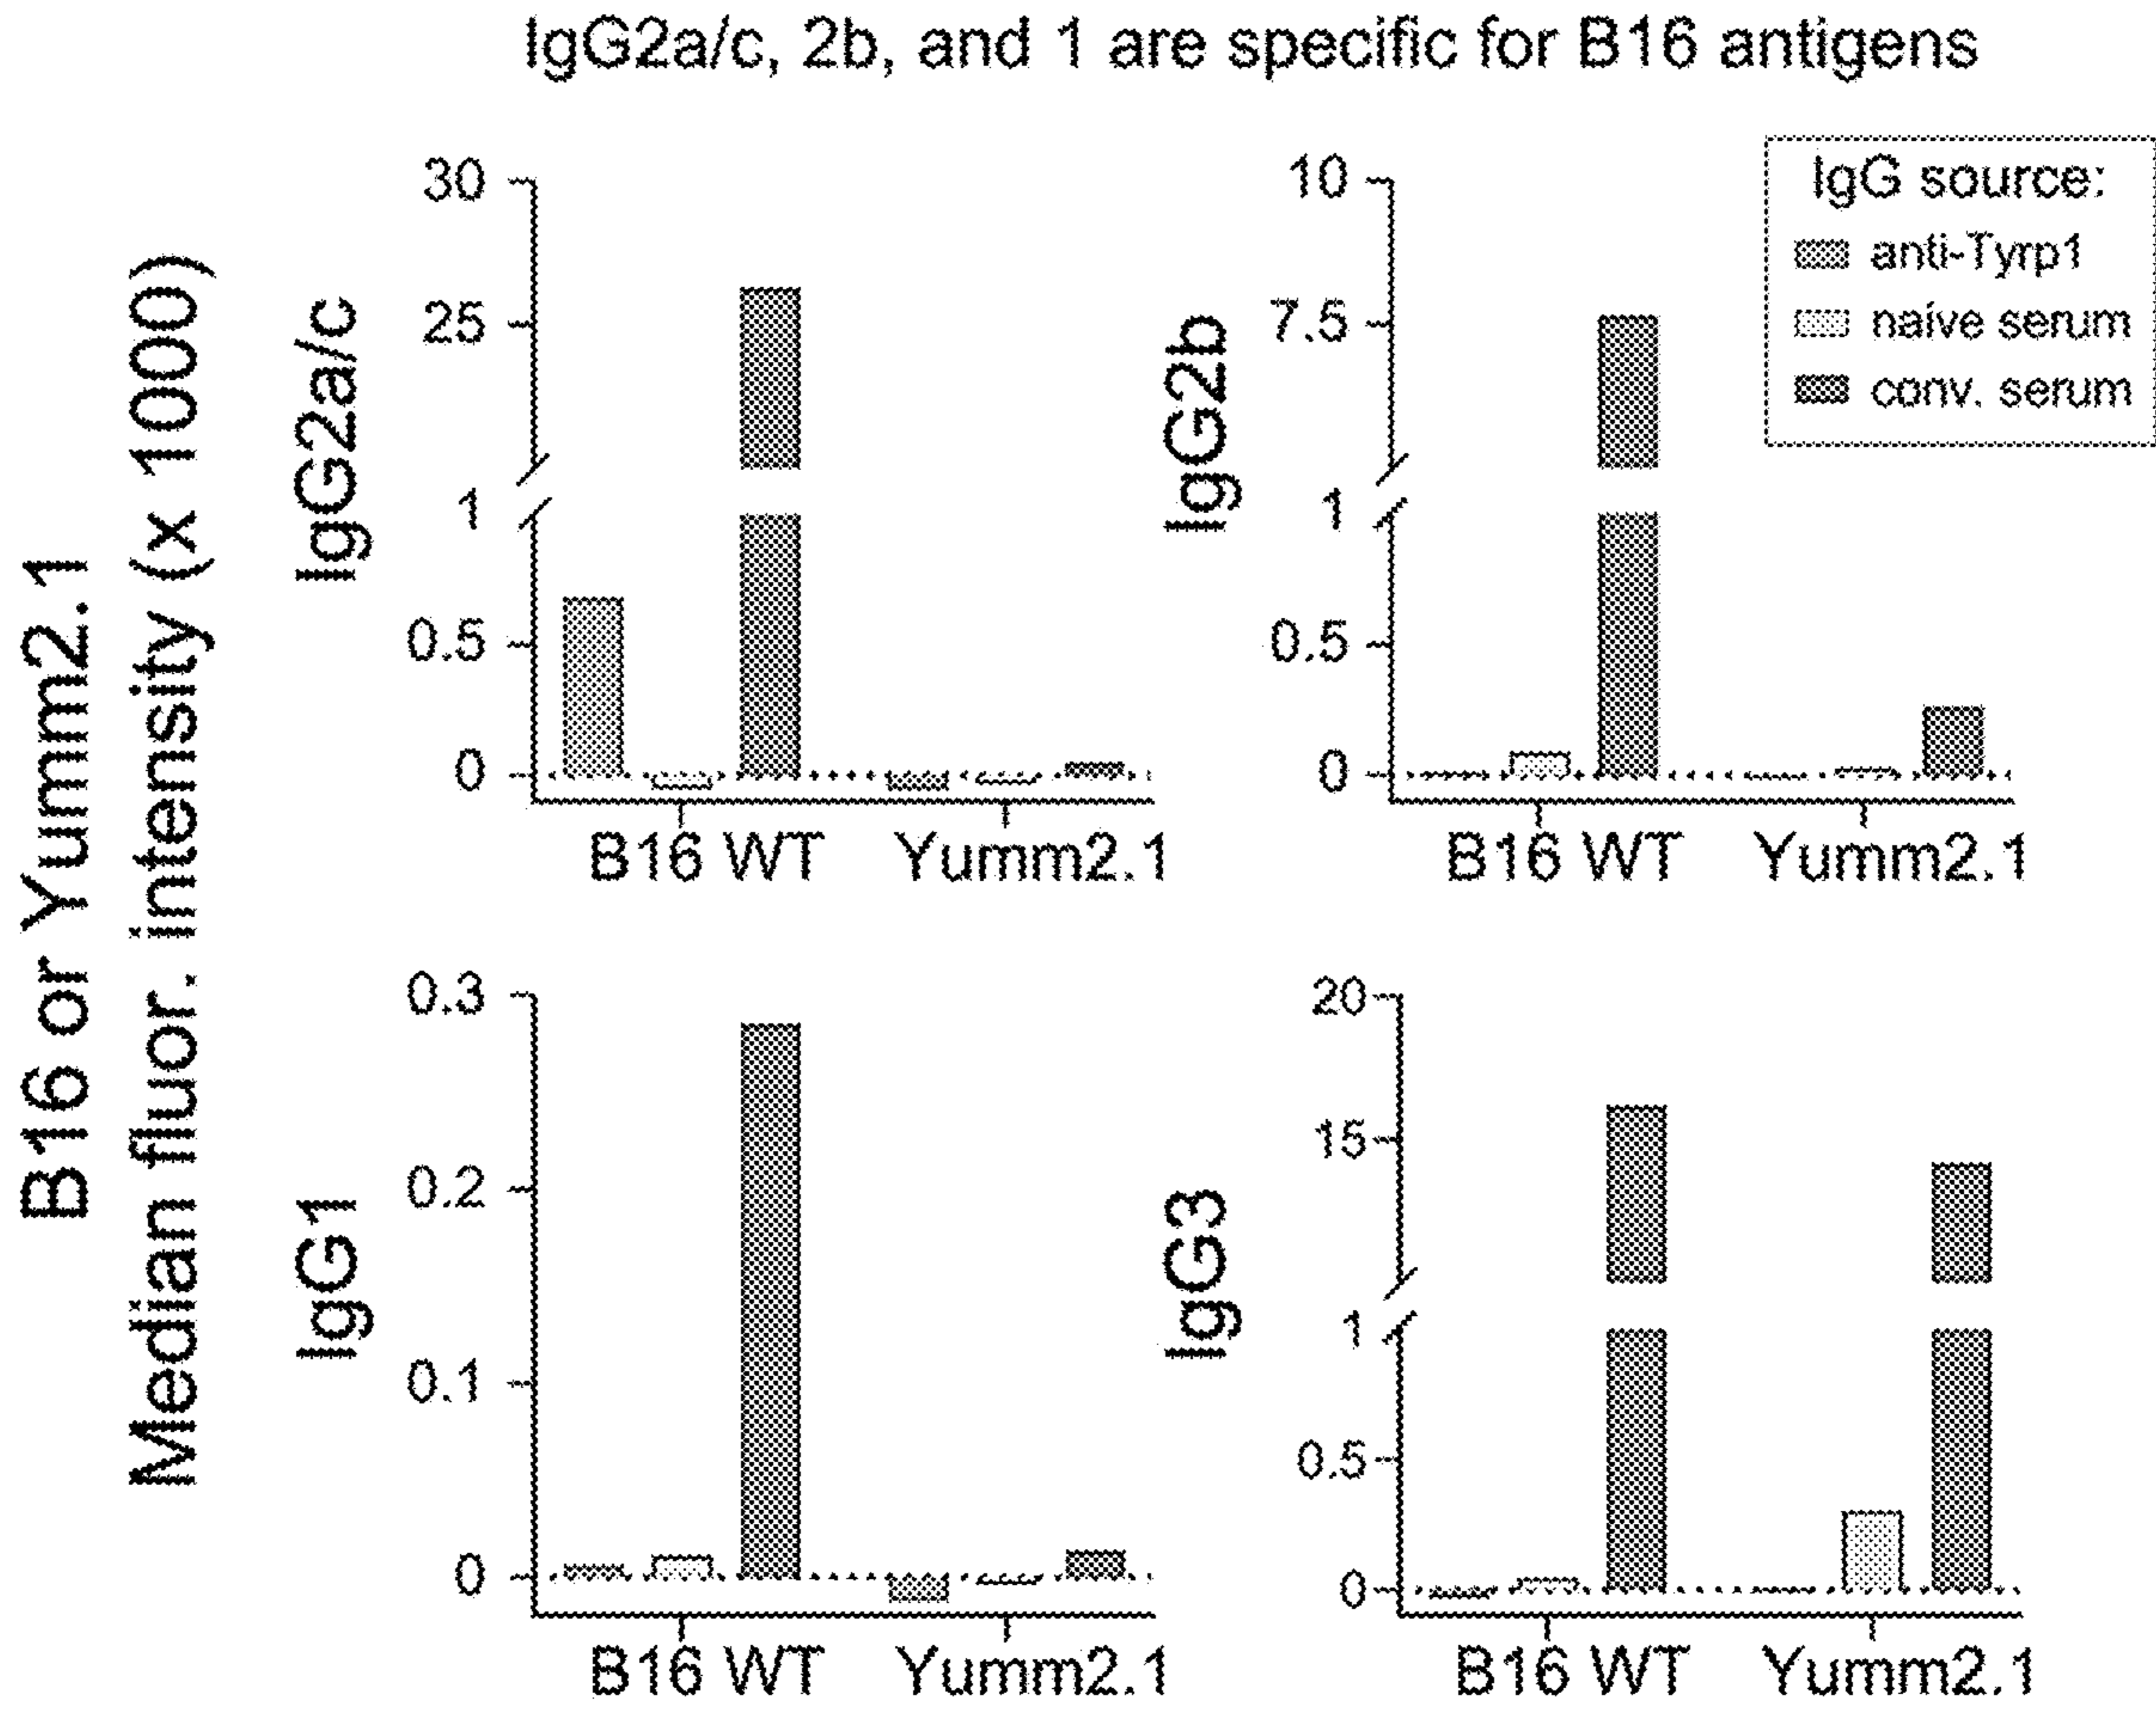 IgG2a/c, 2b, and 1 are specific for B16 antigens
B16 or Yumm2.1
Median fluor. intensity (x 1000)
IgG2a/c
30
25
1
0.5
0
B16 WT
Yumm2.1
IgG2b
10
7.5
1
0.5
0
B16 WT
Yumm2.1
IgG source:
anti-Tyrp1
naive serum
conv. serum
IgG1
0.3
0.2
0.1
0
B16 WT
Yumm2.1
IgG3
20
15
1
0.5
0
B16 WT
Yumm2.1